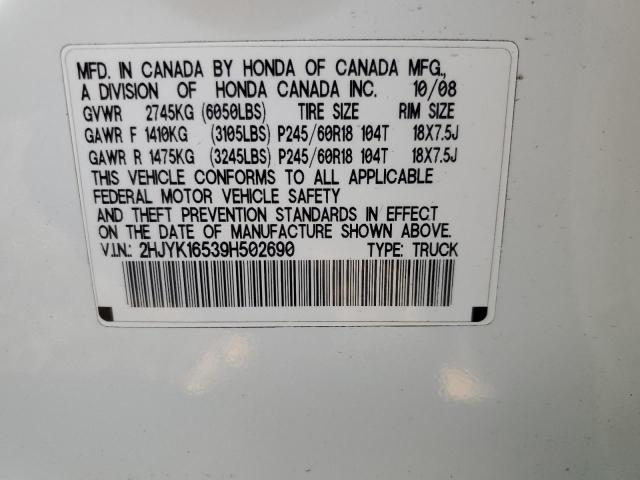 MFD. IN CANADA BY HONDA OF CANADA MFG.,
A DIVISION OF HONDA CANADA INC. 10/08
GVWR 2745KG (6050LBS) TIRE SIZE RIM SIZE
GAWR F 1410KG (3105LBS) P245/60R18 104T 18X7.5J
GAWR R 1475KG (3245LBS) P245/60R18 104T 18X7.5J
THIS VEHICLE CONFORMS TO ALL APPLICABLE
FEDERAL MOTOR VEHICLE SAFETY
AND THEFT PREVENTION STANDARDS IN EFFECT
ON THE DATE OF MANUFACTURE SHOWN ABOVE.
V.I.N.: 2HJYK16539H502690 TYPE: TRUCK